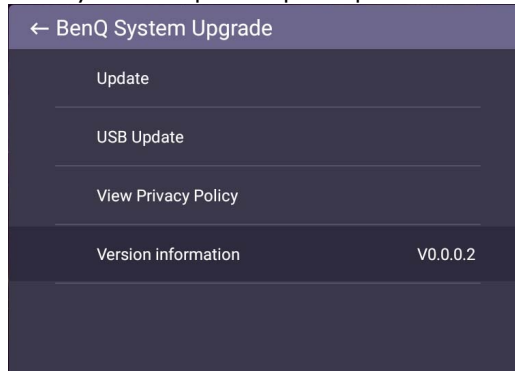 ← BenQ System Upgrade
Update
USB Update
View Privacy Policy
Version information V0.0.0.2